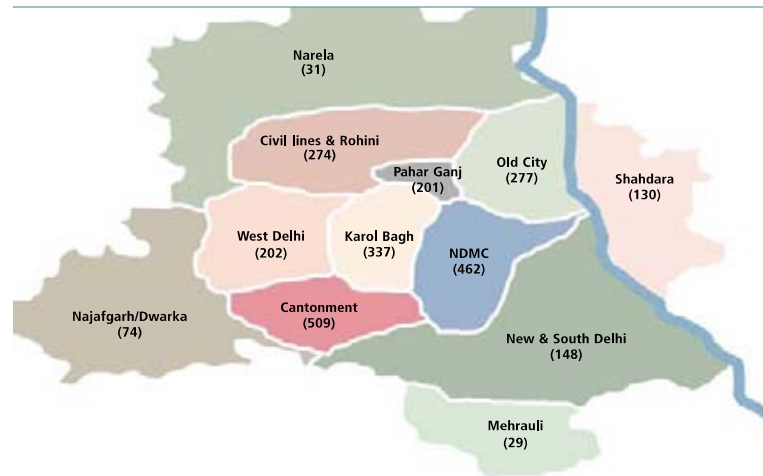 Narela
(31)
Civil lines & Rohini
(274)
Pahar Ganj
(201)
Old City
(277)
Shahdara
(130)
West Delhi
(202)
Karol Bagh
(337)
NDMC
(462)
Najafgarh/Dwarka
(74)
Cantonment
(509)
New & South Delhi
(148)
Mehrauli
(29)